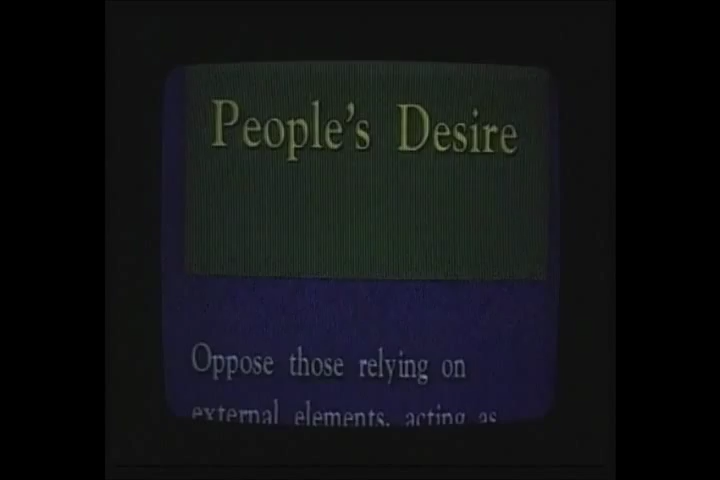 People's Desire
Oppose those relying on
external elements, acting as